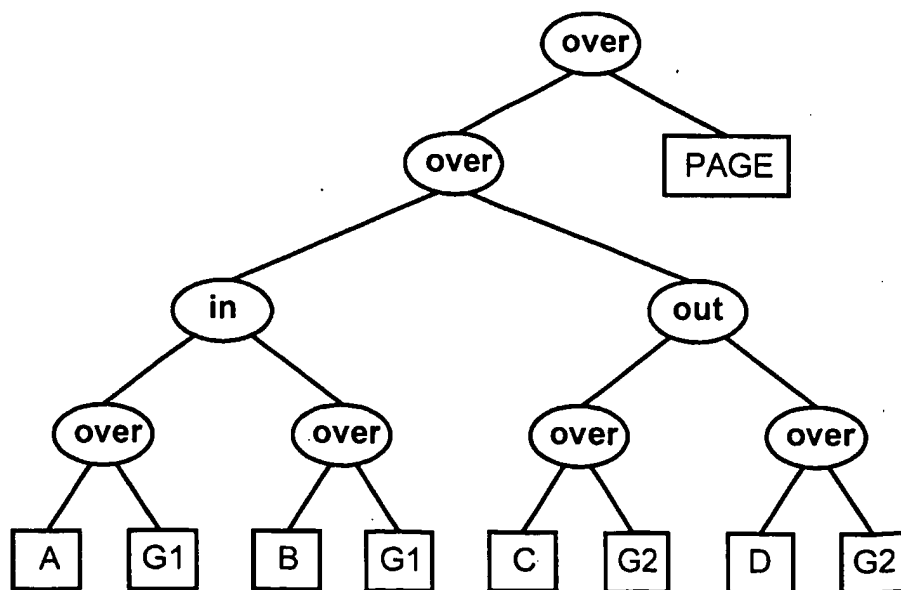 over
over PAGE
in out
over over over over
A G1 B G1 C G2 D G2